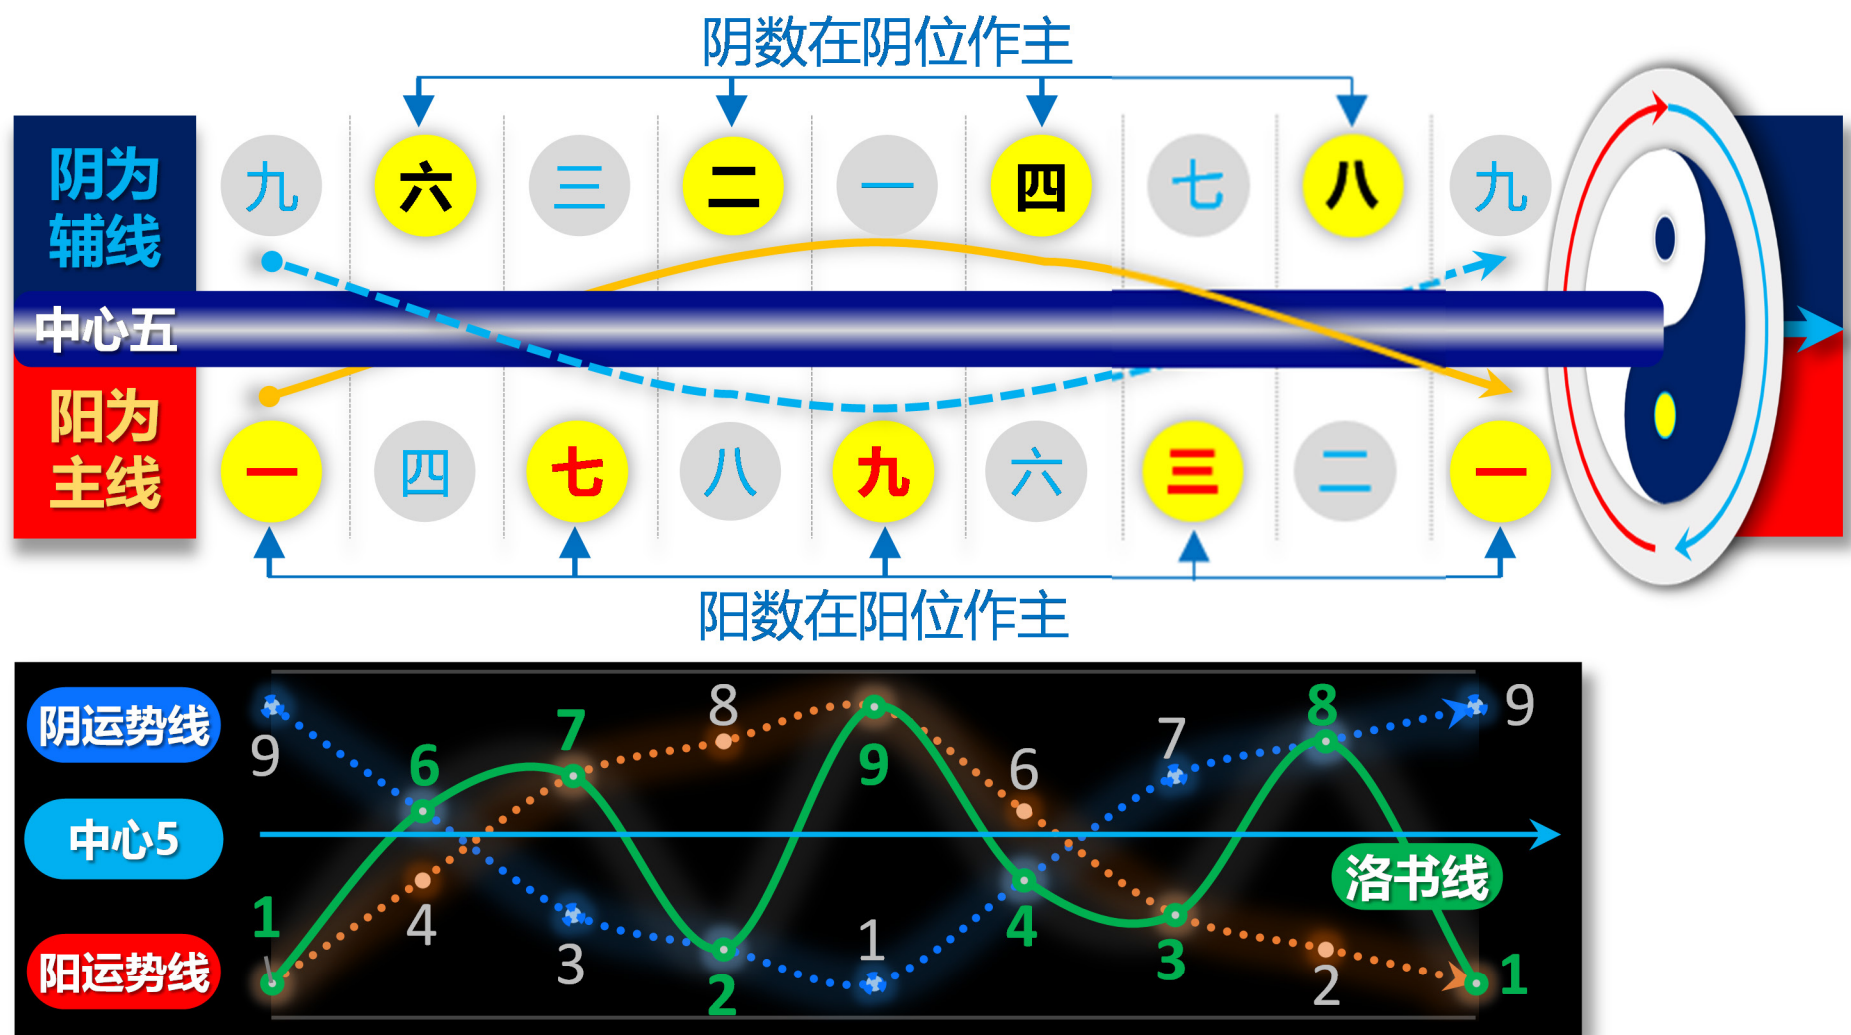 阴数在阴位作主
阴为
辅线
九 六 三 二 一 四 七 八 九
中心五
阳为
主线
一 四 七 八 九 六 三 二 一
阳数在阳位作主
阴运势线
中心5
阳运势线
9 6 7 8 9 6 7 8 9
1 4 3 2 1 4 3 2 1
洛书线